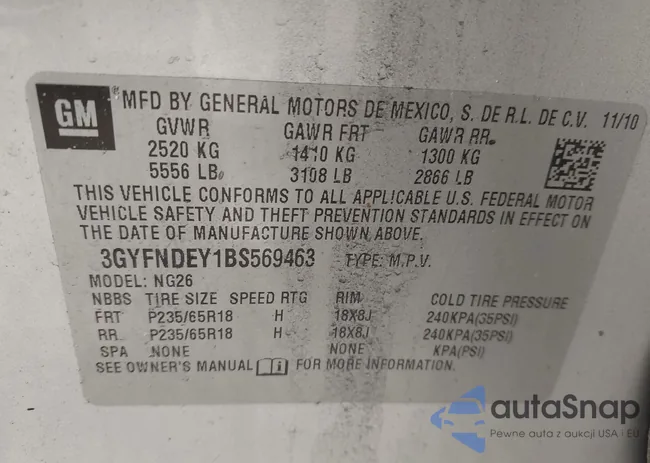 GM
MFD BY GENERAL MOTORS DE MEXICO, S. DE R.L. DE C.V. 11/10
GVWR GAWR FRT GAWR RR.
2520 KG 1410 KG 1300 KG
5556 LB. 3108 LB 2866 LB
THIS VEHICLE CONFORMS TO ALL APPLICABLE U.S. FEDERAL MOTOR
VEHICLE SAFETY AND THEFT PREVENTION STANDARDS IN EFFECT ON
THE DATE OF MANUFACTURE SHOWN ABOVE.
3GYFNDEY1BS569463 TYPE: M.P.V.
MODEL: NG26
NBBS TIRE SIZE SPEED RTG RIM COLD TIRE PRESSURE
FRT P235/65R18 H 18X8J 240KPA(35PSI)
RR P235/65R18 H 18X8J 240KPA(35PSI)
SPA NONE NONE KPA(PSI)
SEE OWNER'S MANUAL i FOR MORE INFORMATION.
autaSnap
Pewne auta z aukcji USA i EU